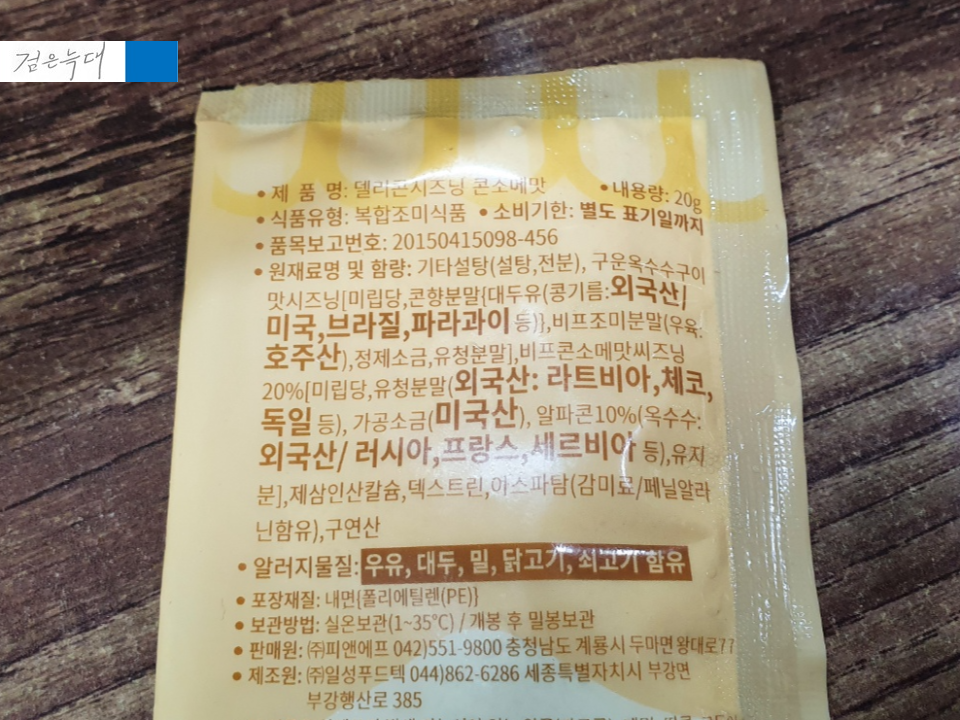 검은늑대
• 제 품 명: 델리콘시즈닝 콘소메맛 • 내용량: 20g
• 식품유형: 복합조미식품 • 소비기한: 별도 표기일까지
• 품목보고번호: 20150415098-456
• 원재료명 및 함량: 기타설탕(설탕,전분), 구운옥수수구이
맛시즈닝[미립당,콘향분말{대두유(콩기름:외국산/
미국,브라질,파라과이 등)},비프조미분말(우육:
호주산),정제소금,유청분말],비프콘소메맛씨즈닝
20%[미립당,유청분말(외국산: 라트비아,체코,
독일 등), 가공소금(미국산), 알파콘10%(옥수수:
외국산/ 러시아,프랑스,세르비아 등),유지
분],제삼인산칼슘,덱스트린,아스파탐(감미료/페닐알라
닌함유),구연산
• 알러지물질: 우유, 대두, 밀, 닭고기, 쇠고기 함유
• 포장재질: 내면{폴리에틸렌(PE)}
• 보관방법: 실온보관(1~35℃) / 개봉 후 밀봉보관
• 판매원: ㈜피앤에프 042)551-9800 충청남도 계룡시 두마면 왕대로77
• 제조원: ㈜일성푸드텍 044)862-6286 세종특별자치시 부강면
부강행산로 385